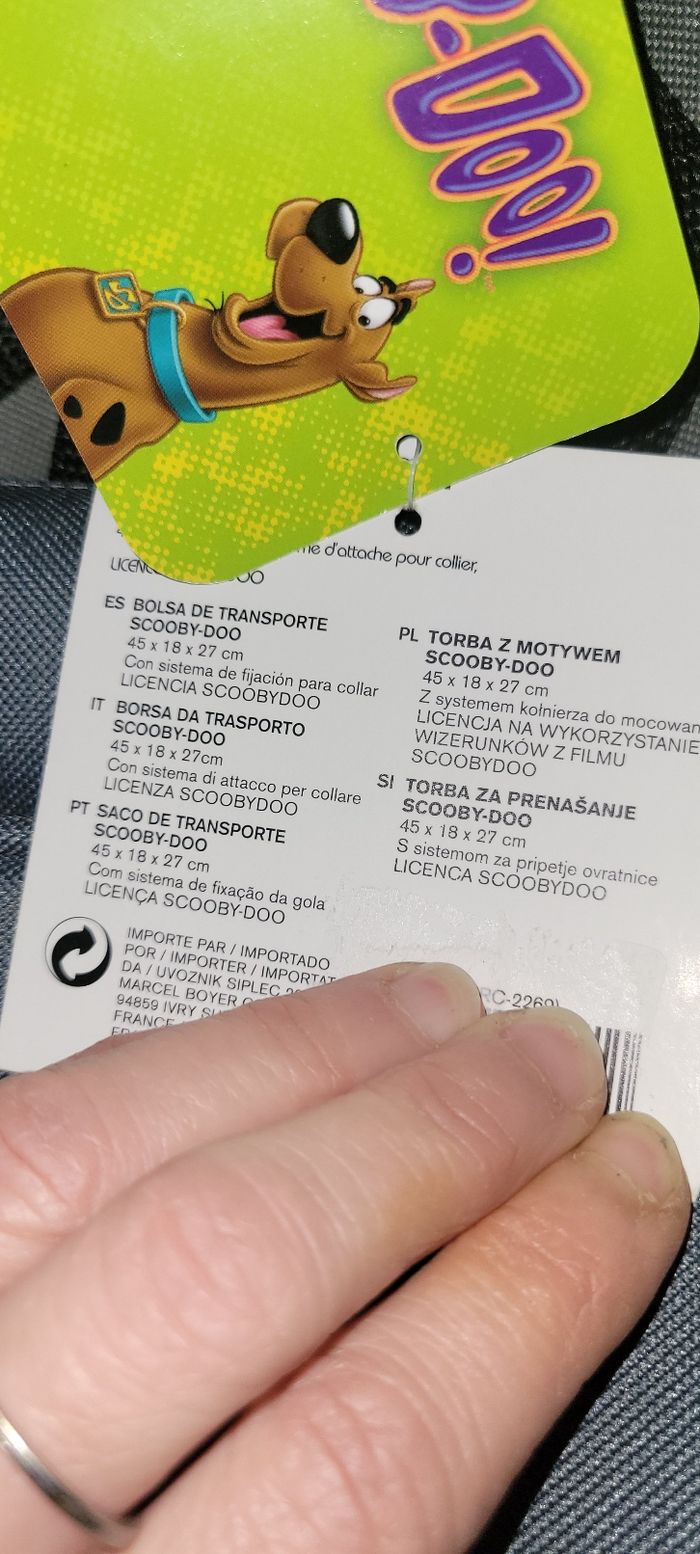 -Doo!
d'attache pour collier,
ES BOLSA DE TRANSPORTE
SCOOBY-DOO
45 x 18 x 27 cm
Con sistema de fijación para collar
LICENCIA SCOOBYDOO
IT BORSA DA TRASPORTO
SCOOBY-DOO
45 x 18 x 27cm
Con sistema di attacco per collare
LICENZA SCOOBYDOO
PT SACO DE TRANSPORTE
SCOOBY-DOO
45 x 18 x 27 cm
Com sistema de fixação da gola
LICENÇA SCOOBY-DOO
PL TORBA Z MOTYWEM
SCOOBY-DOO
45 x 18 x 27 cm
Z systemem kołnierza do mocowan
LICENCJA NA WYKORZYSTANIE
WIZERUNKÓW Z FILMU
SCOOBYDOO
SI TORBA ZA PRENAŠANJE
SCOOBY-DOO
45 x 18 x 27 cm
S sistemom za pripetje ovratnice
LICENCA SCOOBYDOO
IMPORTE PAR / IMPORTADO
POR / IMPORTER / IMPORTAT
DA / UVOZNIK SIPLEC
MARCEL BOYER
94859 IVRY
FRANCE
RC-2269)